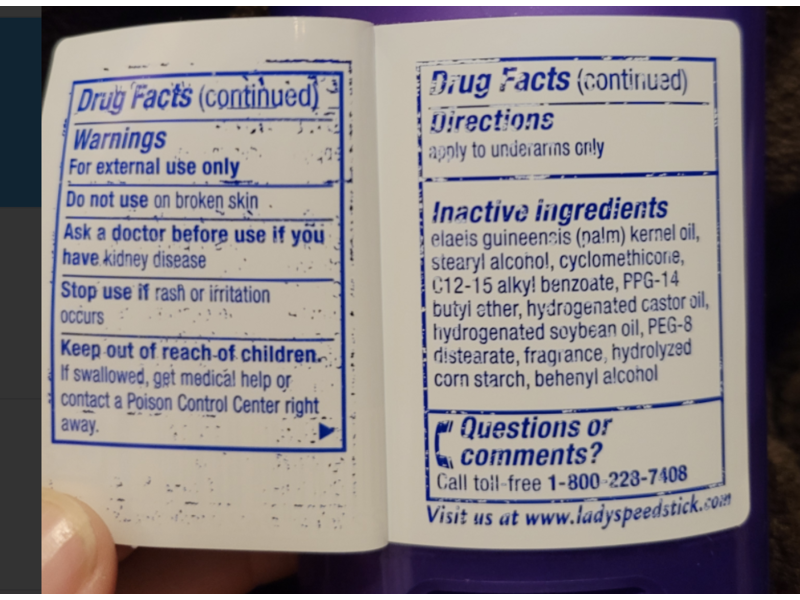 Drug Facts (continued)
Warnings
For external use only
Do not use on broken skin
Ask a doctor before use if you
have kidney disease
Stop use if rash or irritation
occurs
Keep out of reach of children.
If swallowed, get medical help or
contact a Poison Control Center right
away.
Drug Facts (continued)
Directions
apply to underarms only
Inactive ingredients
elaeis guineensis (palm) kernel oil,
stearyl alcohol, cyclomethicone,
C12-15 alkyl benzoate, PPG-14
butyl ether, hydrogenated castor oil,
hydrogenated soybean oil, PEG-8
distearate, fragrance, hydrolyzed
corn starch, behenyl alcohol
Questions or
comments?
Call toll-free 1-800-228-7408
Visit us at www.ladyspeedstick.com